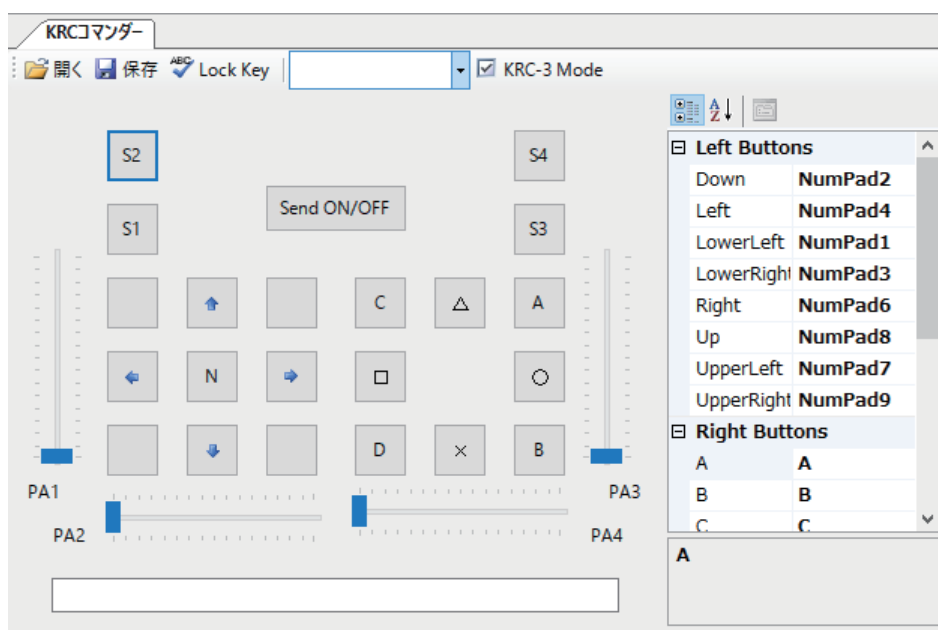 KRCコマンダー
開く 保存 ABC Lock Key KRC-3 Mode
A Z
S2 S4
Send ON/OFF
S1 S3
C △ A
N □ ○
D × B
PA1 PA3
PA2 PA4
Left Buttons
Down NumPad2
Left NumPad4
LowerLeft NumPad1
LowerRight NumPad3
Right NumPad6
Up NumPad8
UpperLeft NumPad7
UpperRight NumPad9
Right Buttons
A A
B B
C C
A